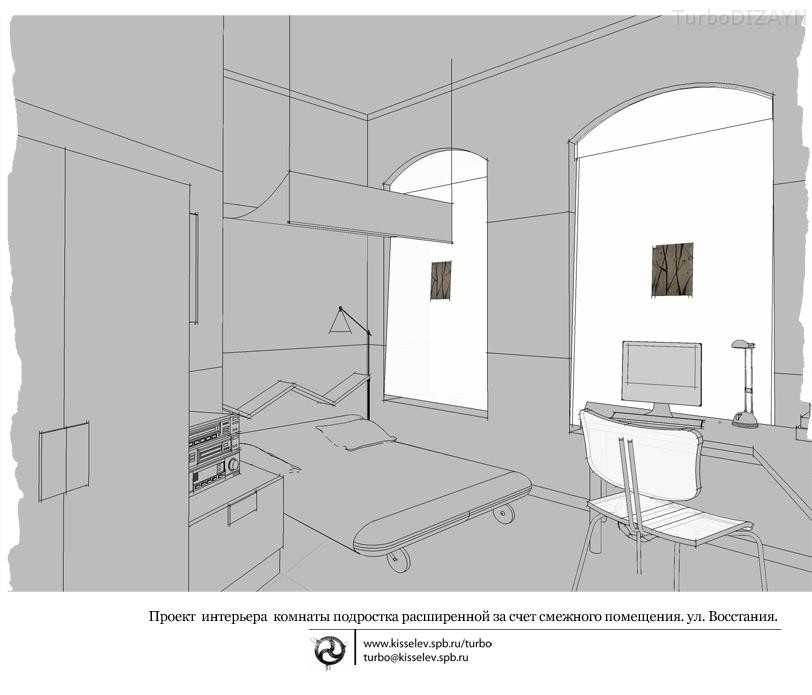 TurboDIZAYN
Проект интерьера комнаты подростка расширенной за счет смежного помещения. ул. Восстания.
www.kisselev.spb.ru/turbo
turbo@kisselev.spb.ru